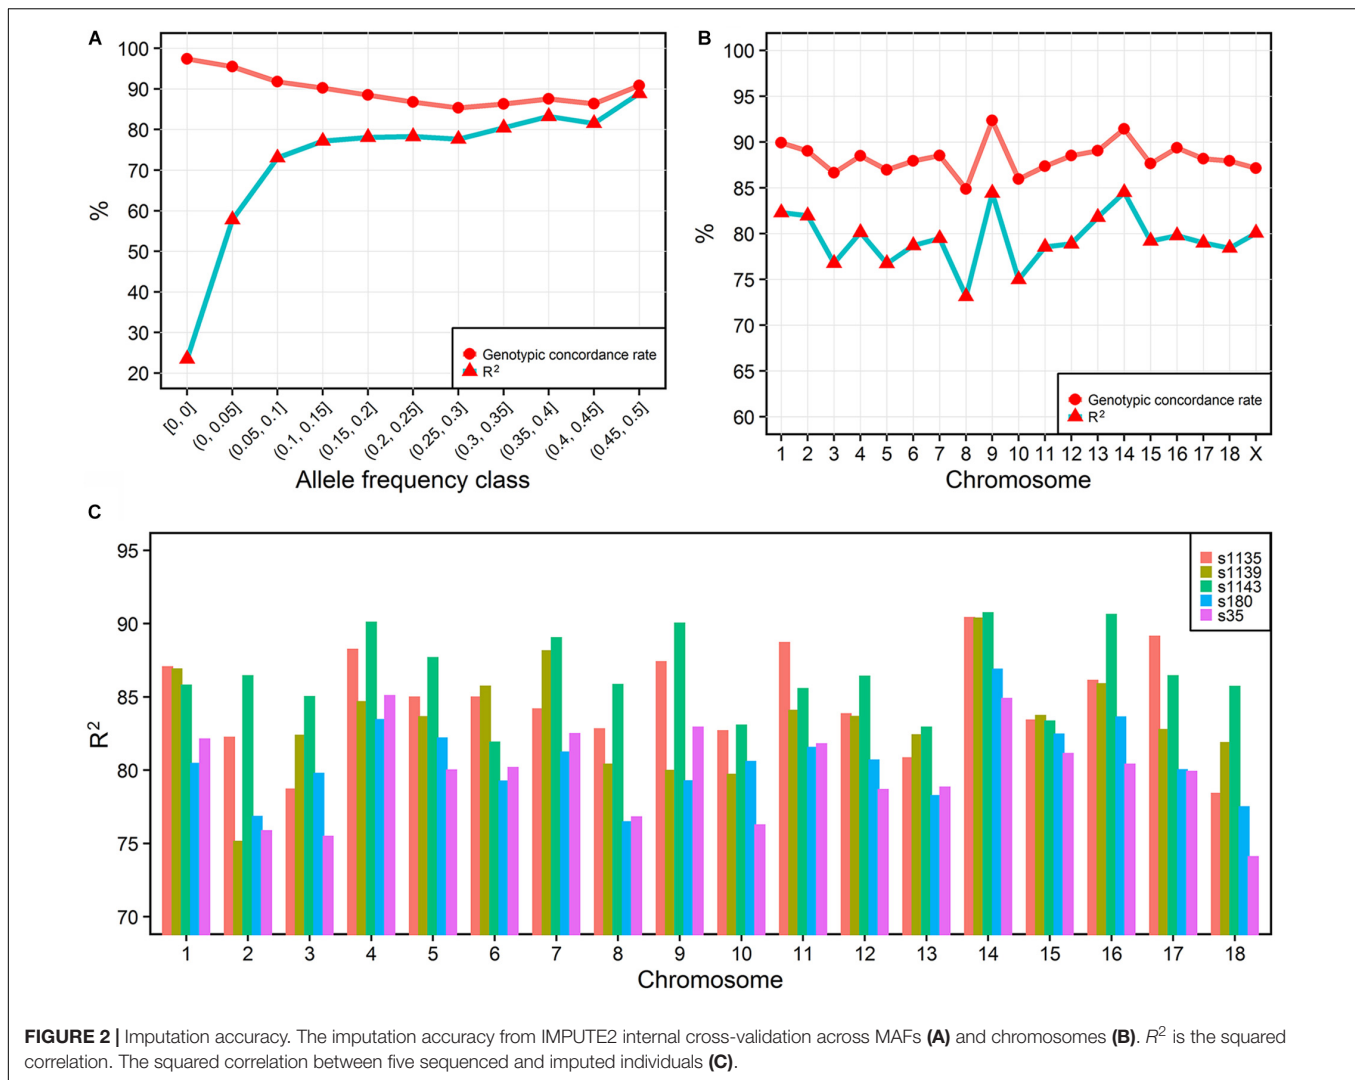 A
100
90
80
70
60
50
40
30
20
%
Genotypic concordance rate
R²
[0, 0]
(0, 0.05]
(0.05, 0.1]
(0.1, 0.15]
(0.15, 0.2]
(0.2, 0.25]
(0.25, 0.3]
(0.3, 0.35]
(0.35, 0.4]
(0.4, 0.45]
(0.45, 0.5]
Allele frequency class
B
100
95
90
85
80
75
70
65
60
%
Genotypic concordance rate
R²
1 2 3 4 5 6 7 8 9 10 11 12 13 14 15 16 17 18 X
Chromosome
C
95
90
85
80
75
70
R²
s1135
s1139
s1143
s180
s35
1 2 3 4 5 6 7 8 9 10 11 12 13 14 15 16 17 18
Chromosome
FIGURE 2 | Imputation accuracy. The imputation accuracy from IMPUTE2 internal cross-validation across MAFs (A) and chromosomes (B). R² is the squared
correlation. The squared correlation between five sequenced and imputed individuals (C).